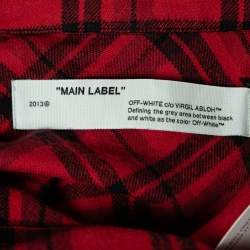 "MAIN LABEL"
2013®
OFF-WHITE c/o VIRGIL ABLOH™
Defining the grey area between black
and white as the color Off-White™